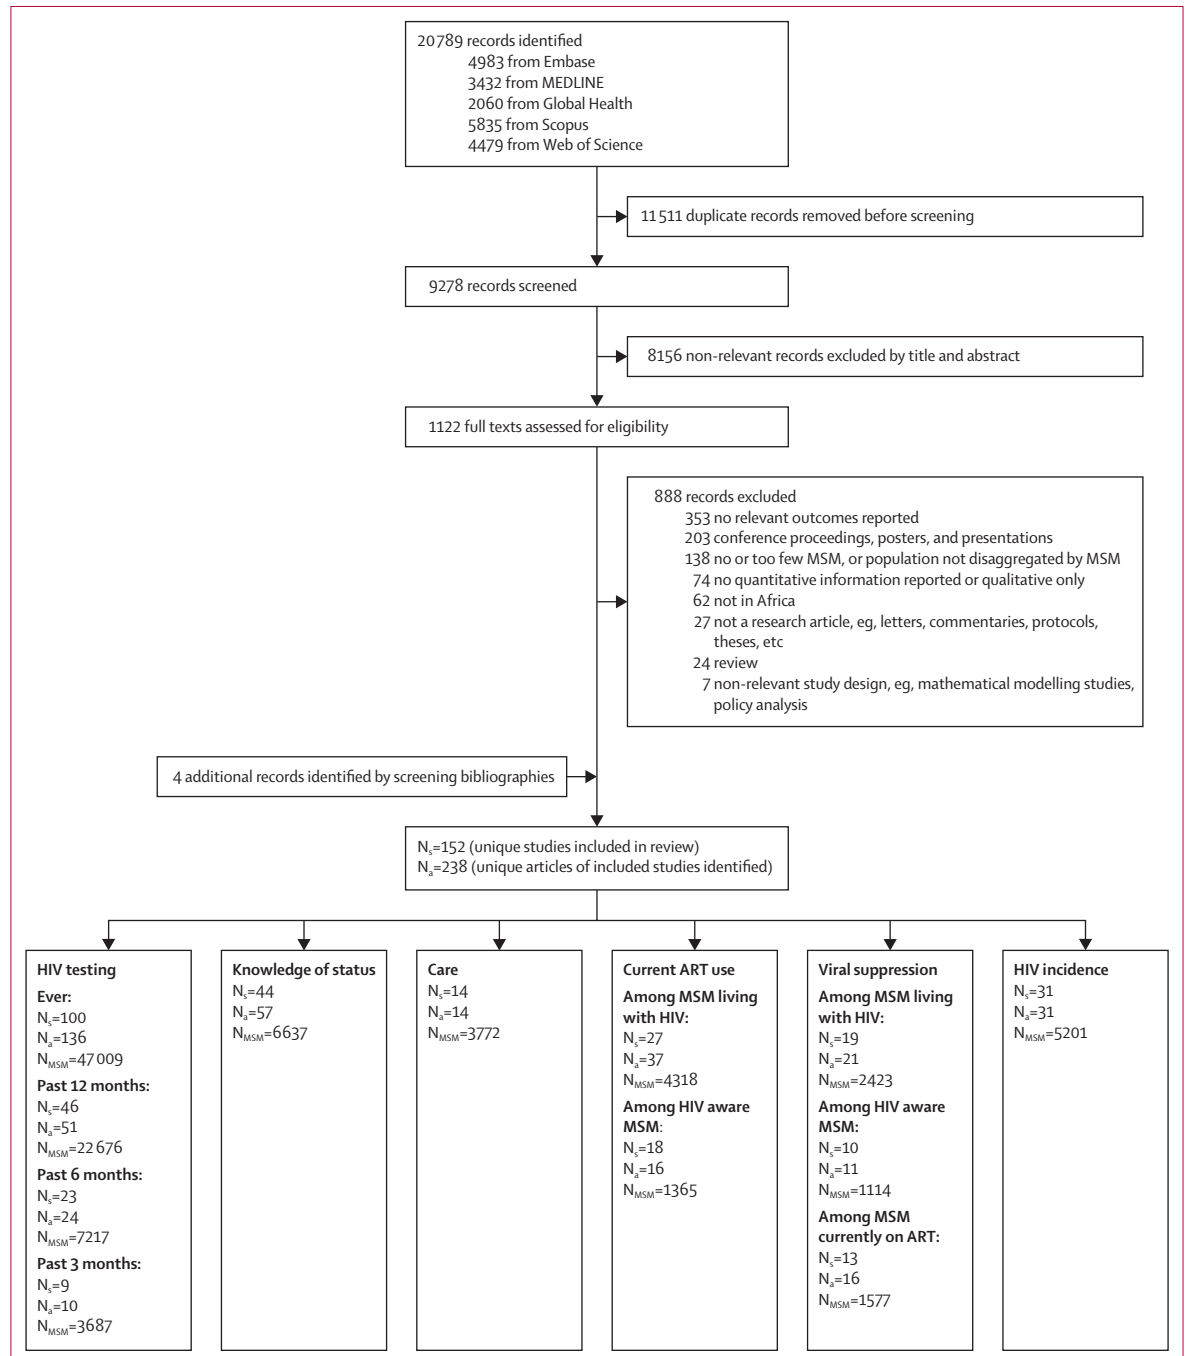 20 789 records identified
4983 from Embase
3432 from MEDLINE
2060 from Global Health
5835 from Scopus
4479 from Web of Science
11 511 duplicate records removed before screening
9278 records screened
8156 non-relevant records excluded by title and abstract
1122 full texts assessed for eligibility
888 records excluded
353 no relevant outcomes reported
203 conference proceedings, posters, and presentations
138 no or too few MSM, or population not disaggregated by MSM
74 no quantitative information reported or qualitative only
62 not in Africa
27 not a research article, eg, letters, commentaries, protocols,
theses, etc
24 review
7 non-relevant study design, eg, mathematical modelling studies,
policy analysis
4 additional records identified by screening bibliographies
Ns=152 (unique studies included in review)
Na=238 (unique articles of included studies identified)
HIV testing
Ever:
Ns=100
Na=136
NMSM=47 009
Past 12 months:
Ns=46
Na=51
NMSM=22 676
Past 6 months:
Ns=23
Na=24
NMSM=7217
Past 3 months:
Ns=9
Na=10
NMSM=3687
Knowledge of status
Ns=44
Na=57
NMSM=6637
Care
Ns=14
Na=14
NMSM=3772
Current ART use
Among MSM living
with HIV:
Ns=27
Na=37
NMSM=4318
Among HIV aware
MSM:
Ns=18
Na=16
NMSM=1365
Viral suppression
Among MSM living
with HIV:
Ns=19
Na=21
NMSM=2423
Among HIV aware
MSM:
Ns=10
Na=11
NMSM=1114
Among MSM
currently on ART:
Ns=13
Na=16
NMSM=1577
HIV incidence
Ns=31
Na=31
NMSM=5201